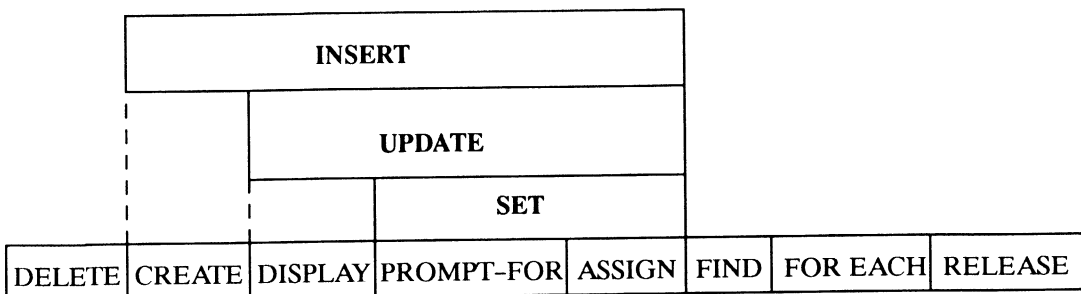 INSERT
UPDATE
SET
DELETE CREATE DISPLAY PROMPT-FOR ASSIGN FIND FOR EACH RELEASE